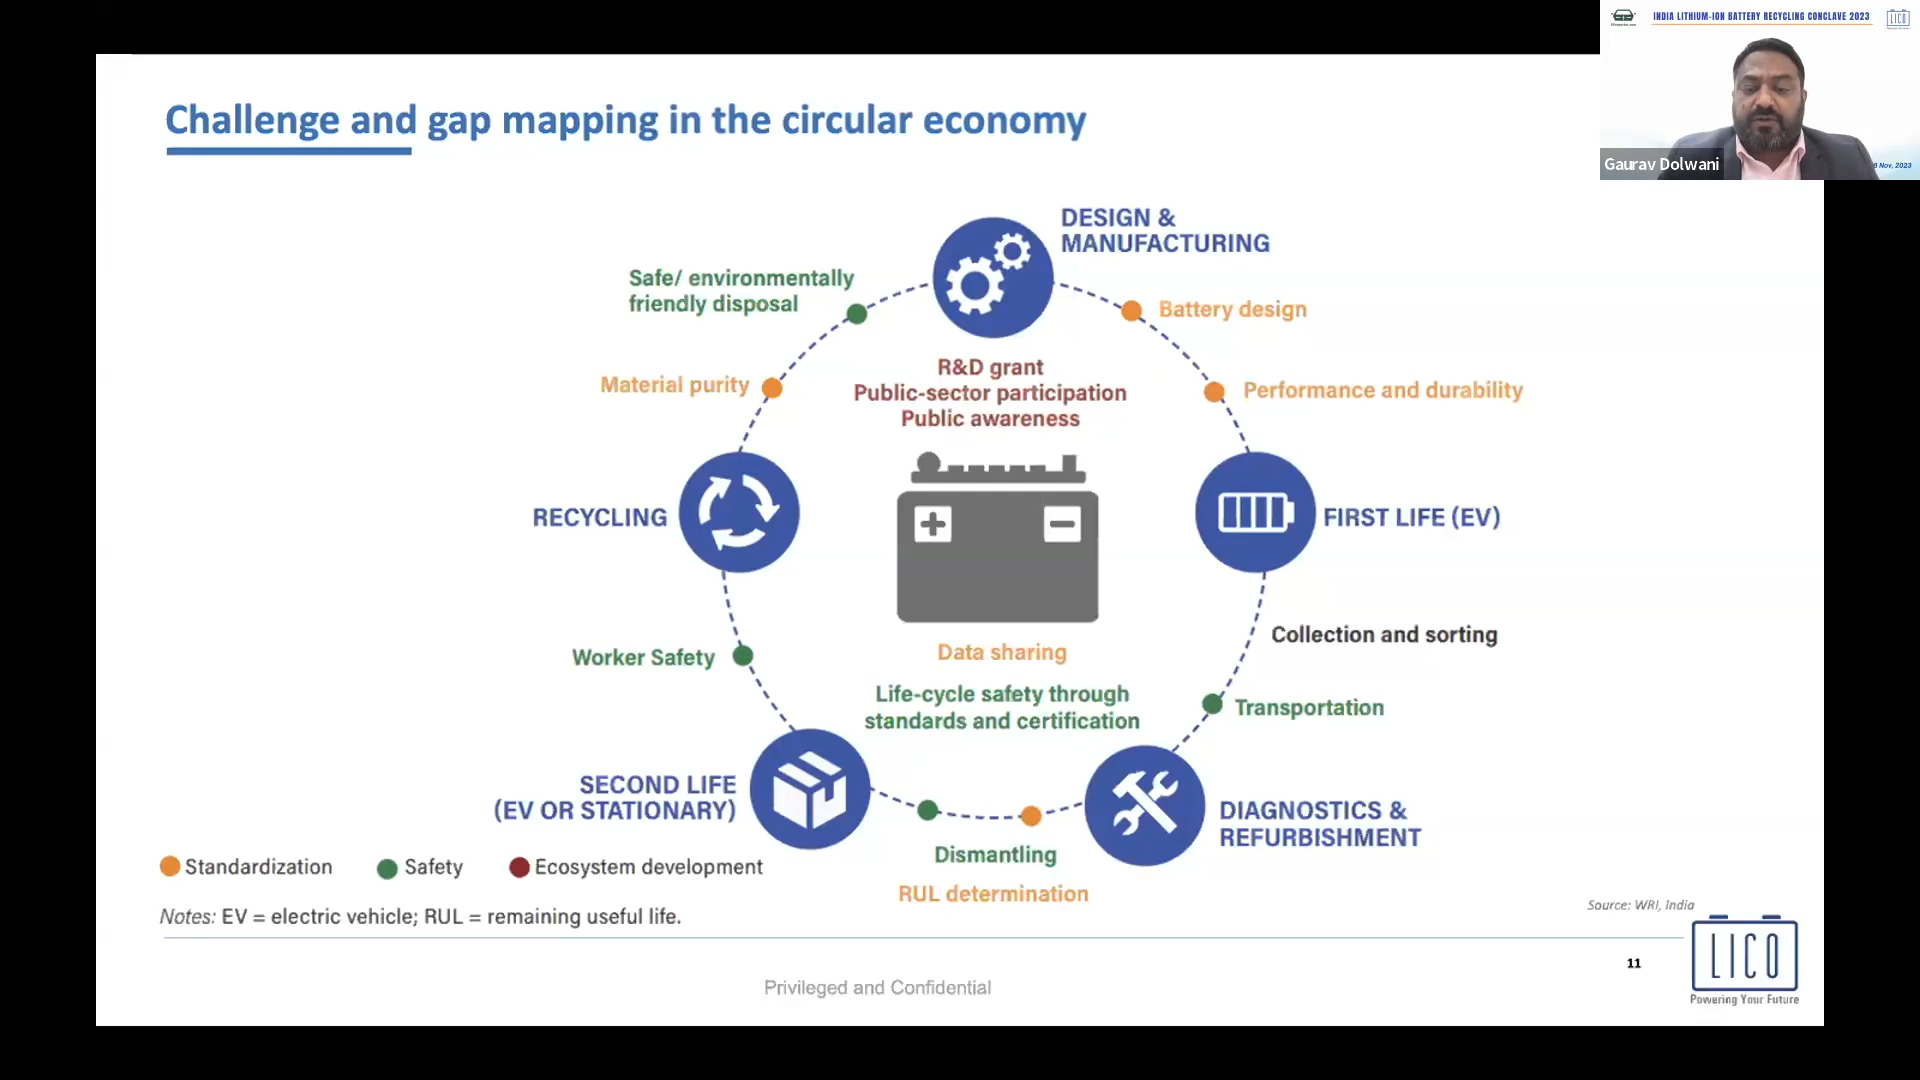 INDIA LITHIUM-ION BATTERY RECYCLING CONCLAVE 2023
LICO
Gaurav Dolwani
8 Nov, 2023
Challenge and gap mapping in the circular economy
DESIGN &
MANUFACTURING
Safe/ environmentally
friendly disposal
Battery design
Material purity
R&D grant
Public-sector participation
Public awareness
Performance and durability
RECYCLING
FIRST LIFE (EV)
Collection and sorting
Worker Safety
Data sharing
Life-cycle safety through
standards and certification
Transportation
SECOND LIFE
(EV OR STATIONARY)
DIAGNOSTICS &
REFURBISHMENT
Dismantling
RUL determination
Standardization
Safety
Ecosystem development
Notes: EV = electric vehicle; RUL = remaining useful life.
Source: WRI, India
11
LICO
Powering Your Future
Privileged and Confidential